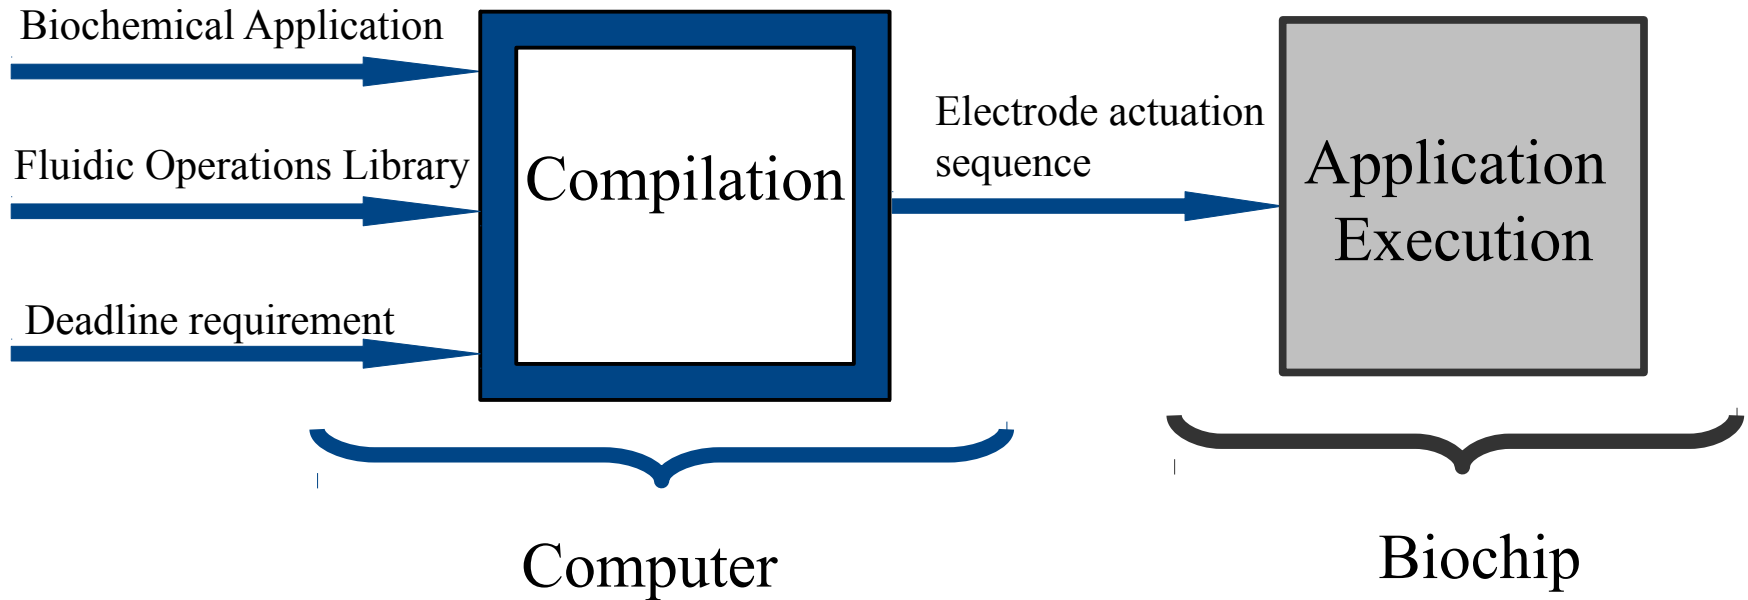 Biochemical Application
Fluidic Operations Library
Deadline requirement
Compilation
Electrode actuation
sequence
Application
Execution
Computer
Biochip